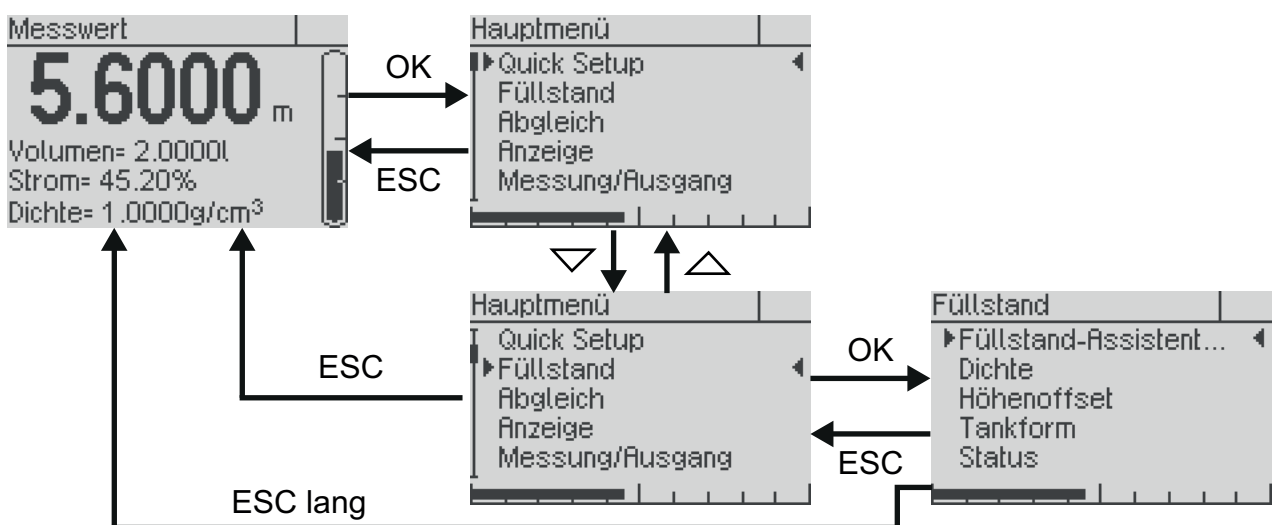 Messwert
5.6000 m
Volumen= 2.0000l
Strom= 45.20%
Dichte= 1.0000g/cm³
OK
ESC
Hauptmenü
Quick Setup
Füllstand
Abgleich
Anzeige
Messung/Ausgang
Hauptmenü
Quick Setup
Füllstand
Abgleich
Anzeige
Messung/Ausgang
ESC
OK
ESC
Füllstand
Füllstand-Assistent...
Dichte
Höhenoffset
Tankform
Status
ESC lang